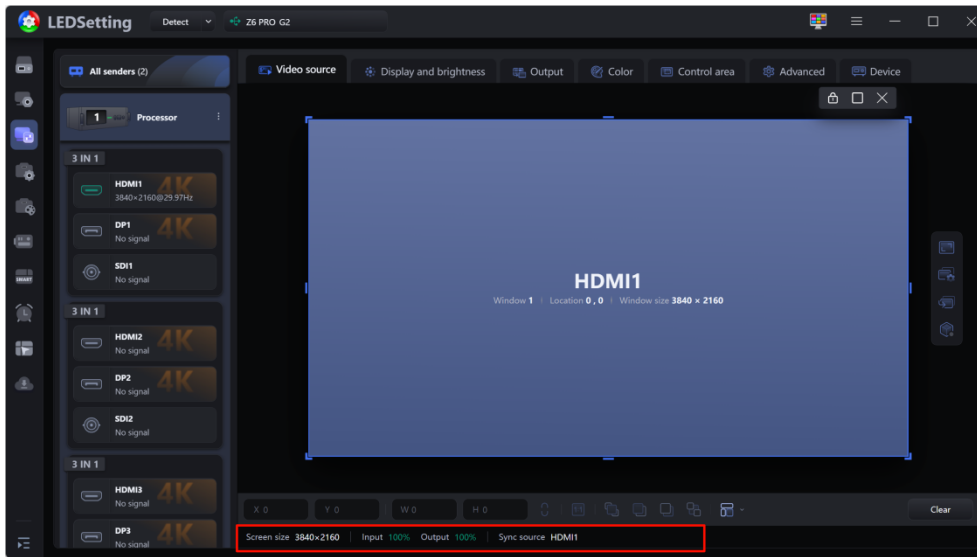 LEDSetting Detect Z6 PRO G2
All senders (2)
Video source Display and brightness Output Color Control area Advanced Device
1 Processor
3 IN 1
HDMI1
3840×2160@29.97Hz
4K
DP1
No signal
4K
SDI1
No signal
3 IN 1
HDMI2
No signal
4K
DP2
No signal
4K
SDI2
No signal
3 IN 1
HDMI3
No signal
4K
DP3
No signal
4K
SMART
HDMI1
Window 1 Location 0 , 0 Window size 3840 × 2160
X 0 Y 0 W 0 H 0 Clear
Screen size 3840×2160 Input 100% Output 100% Sync source HDMI1